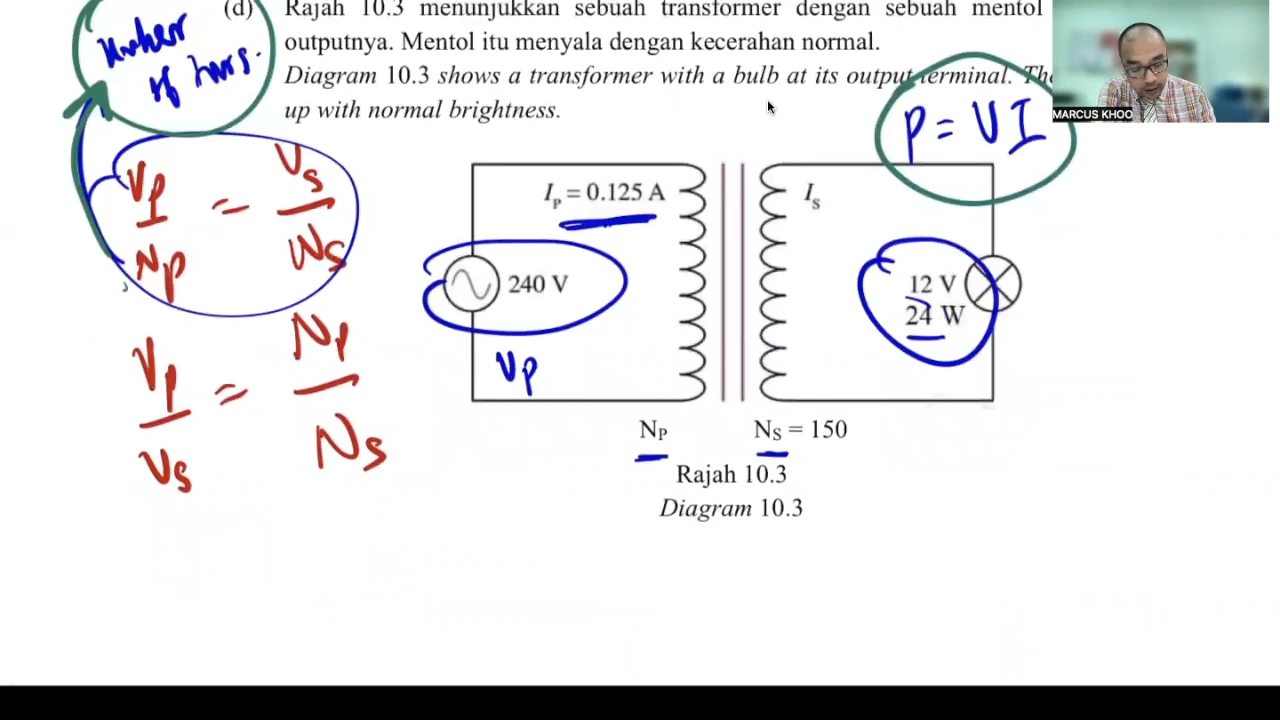 (d) Rajah 10.3 menunjukkan sebuah transformer dengan sebuah mentol
outputnya. Mentol itu menyala dengan kecerahan normal.
Diagram 10.3 shows a transformer with a bulb at its output terminal. The
up with normal brightness.
MARCUS KHOO
number
of turns.
P = VI
Vp/Np = Vs/Ns
Ip = 0.125 A
Is
240 V
12 V
24 W
Vp
Vp/Vs = Np/Ns
NP
NS = 150
Rajah 10.3
Diagram 10.3